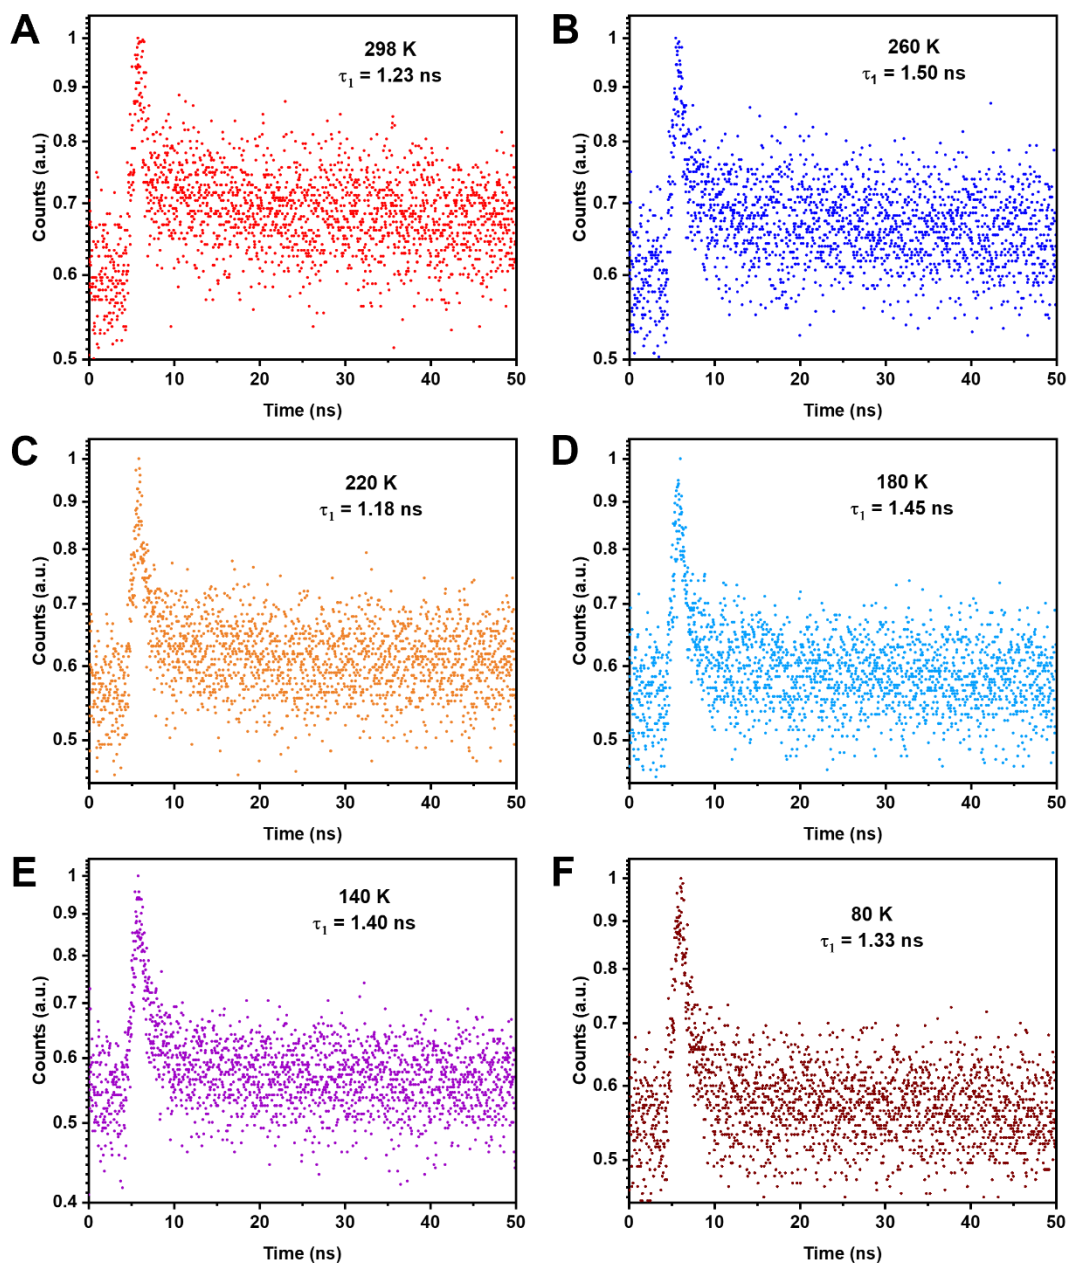 A
298 K
τ1 = 1.23 ns
Counts (a.u.)
1
0.9
0.8
0.7
0.6
0.5
0 10 20 30 40 50
Time (ns)
B
260 K
τ1 = 1.50 ns
Counts (a.u.)
1
0.9
0.8
0.7
0.6
0.5
0 10 20 30 40 50
Time (ns)
C
220 K
τ1 = 1.18 ns
Counts (a.u.)
1
0.9
0.8
0.7
0.6
0.5
0 10 20 30 40 50
Time (ns)
D
180 K
τ1 = 1.45 ns
Counts (a.u.)
1
0.9
0.8
0.7
0.6
0.5
0 10 20 30 40 50
Time (ns)
E
140 K
τ1 = 1.40 ns
Counts (a.u.)
1
0.9
0.8
0.7
0.6
0.5
0.4
0 10 20 30 40 50
Time (ns)
F
80 K
τ1 = 1.33 ns
Counts (a.u.)
1
0.9
0.8
0.7
0.6
0.5
0 10 20 30 40 50
Time (ns)